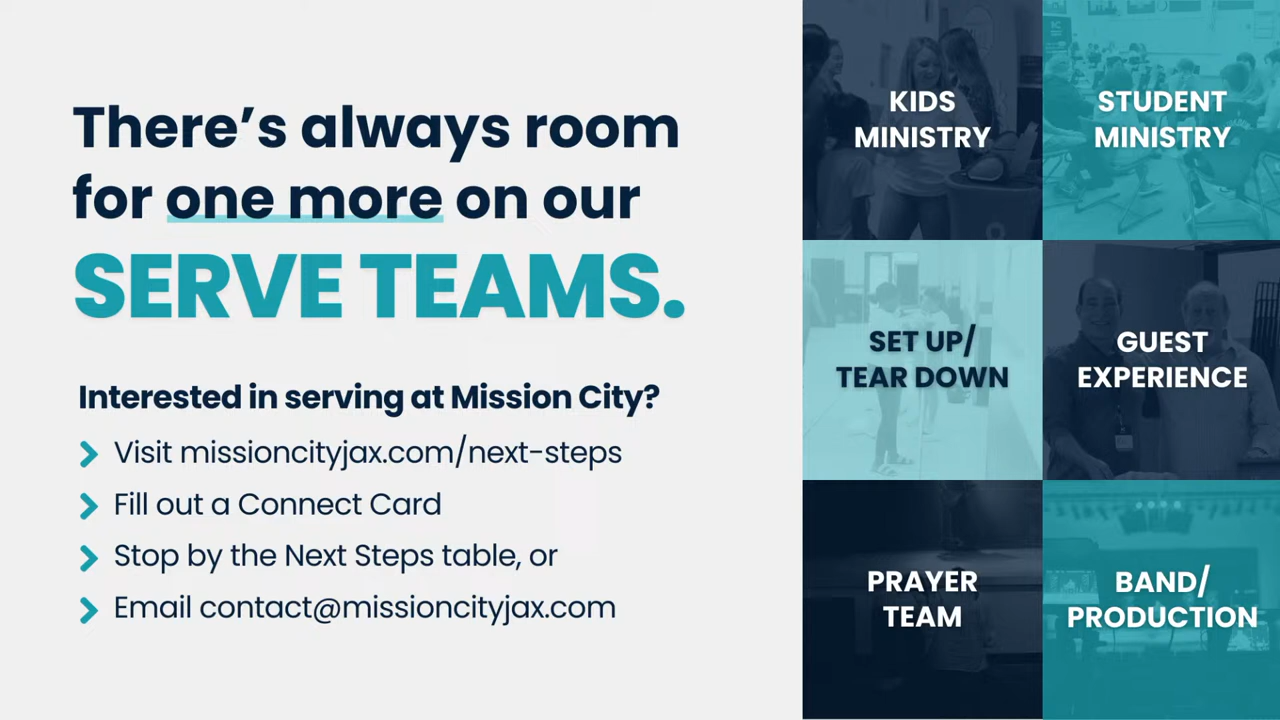 There’s always room
for one more on our
SERVE TEAMS.
Interested in serving at Mission City?
Visit missioncityjax.com/next-steps
Fill out a Connect Card
Stop by the Next Steps table, or
Email contact@missioncityjax.com
KIDS
MINISTRY
STUDENT
MINISTRY
SET UP/
TEAR DOWN
GUEST
EXPERIENCE
PRAYER
TEAM
BAND/
PRODUCTION